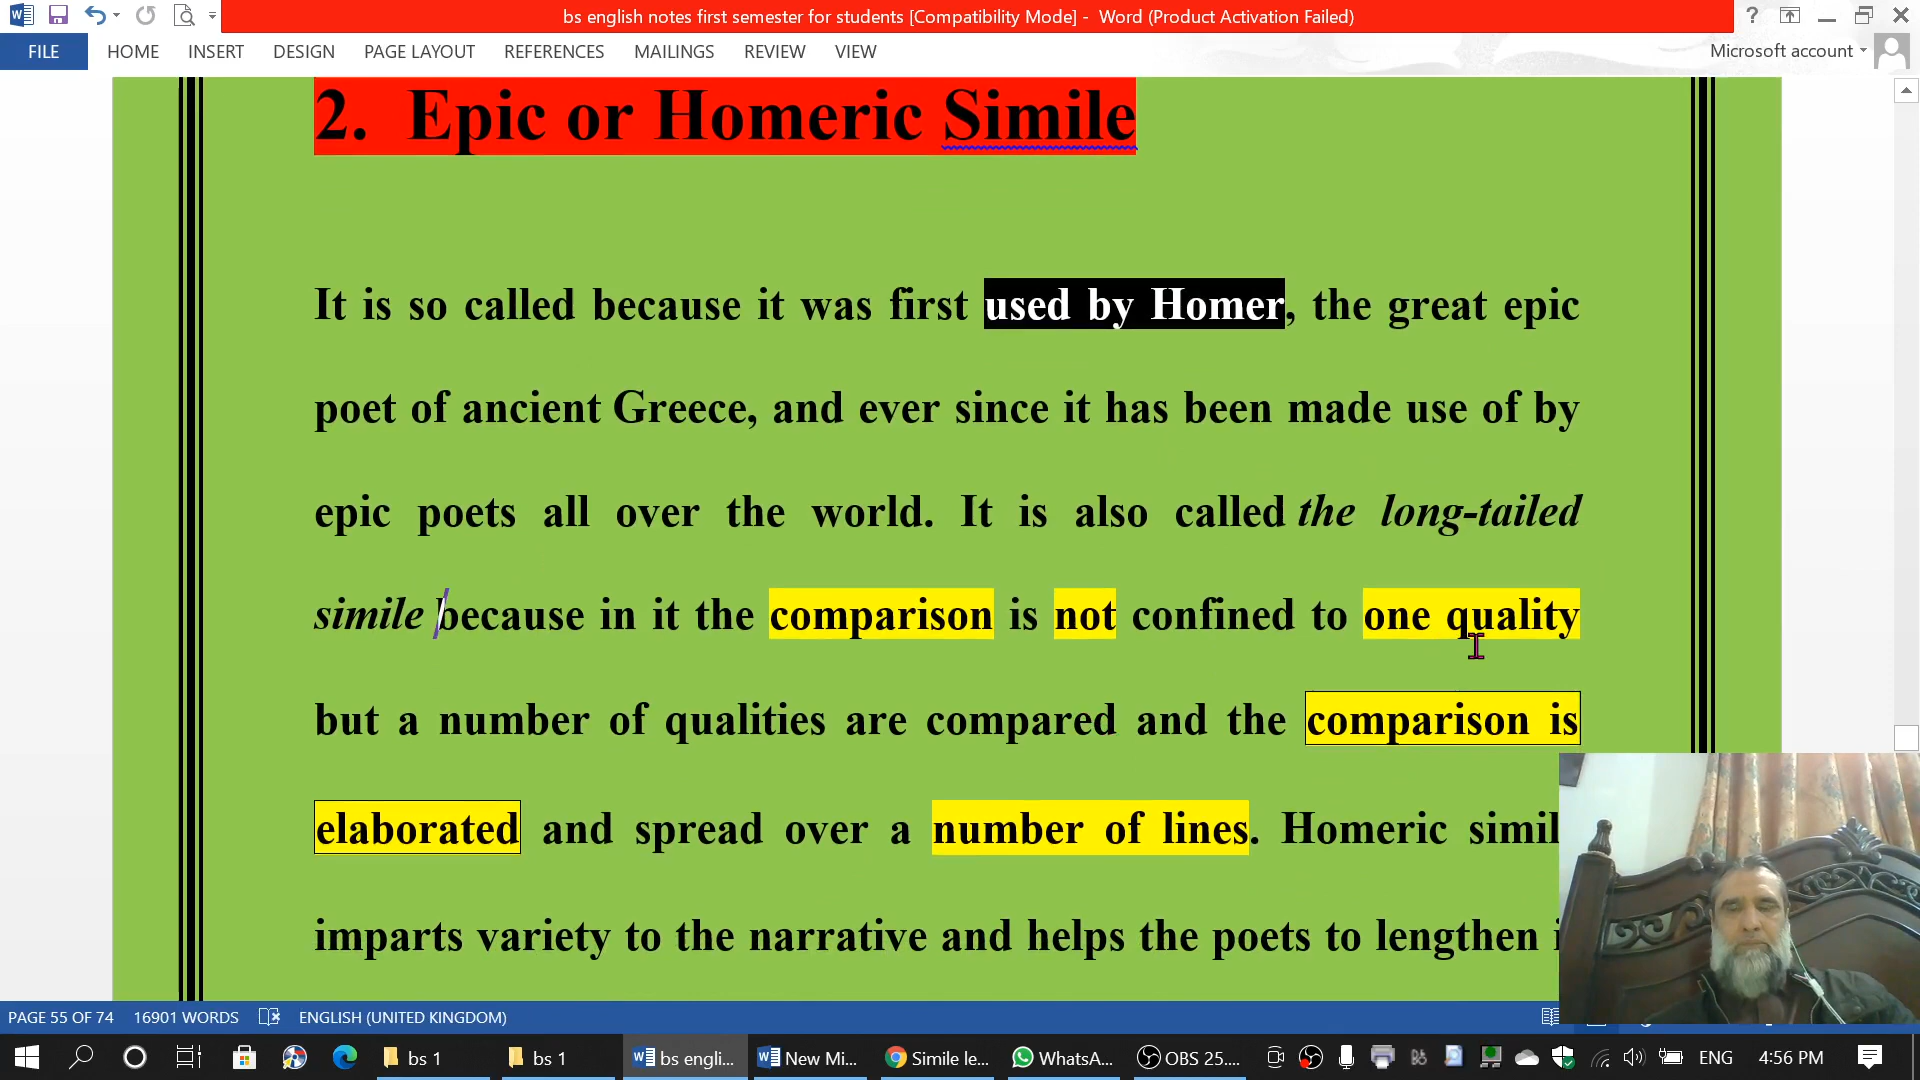 bs english notes first semester for students [Compatibility Mode] - Word (Product Activation Failed)
FILE HOME INSERT DESIGN PAGE LAYOUT REFERENCES MAILINGS REVIEW VIEW Microsoft account
2. Epic or Homeric Simile
It is so called because it was first used by Homer, the great epic
poet of ancient Greece, and ever since it has been made use of by
epic poets all over the world. It is also called the long-tailed
simile because in it the comparison is not confined to one quality
but a number of qualities are compared and the comparison is
elaborated and spread over a number of lines. Homeric simil
imparts variety to the narrative and helps the poets to lengthen
PAGE 55 OF 74 16901 WORDS ENGLISH (UNITED KINGDOM)
bs 1 bs 1 bs engli... New Mi... Simile le... WhatsA... OBS 25.... ENG 4:56 PM